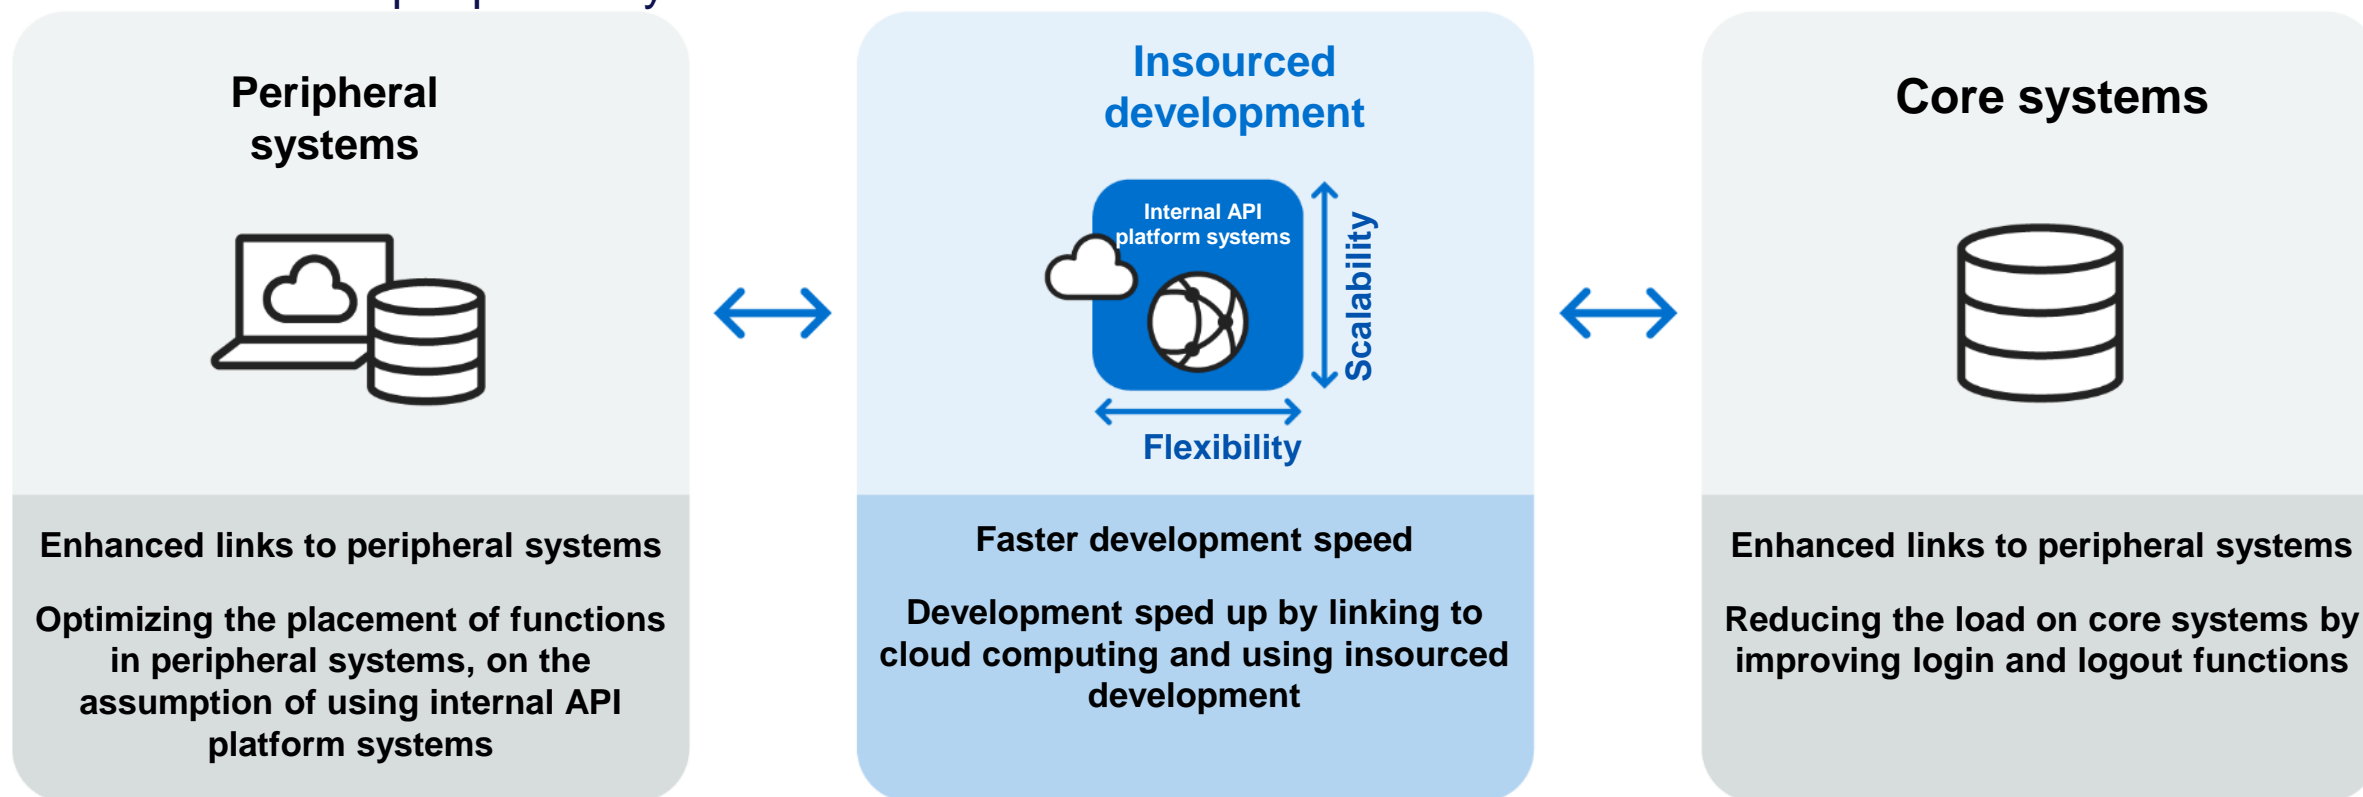 Peripheral
systems
Enhanced links to peripheral systems
Optimizing the placement of functions
in peripheral systems, on the
assumption of using internal API
platform systems
Insourced
development
Internal API
platform systems
Scalability
Flexibility
Faster development speed
Development sped up by linking to
cloud computing and using insourced
development
Core systems
Enhanced links to peripheral systems
Reducing the load on core systems by
improving login and logout functions